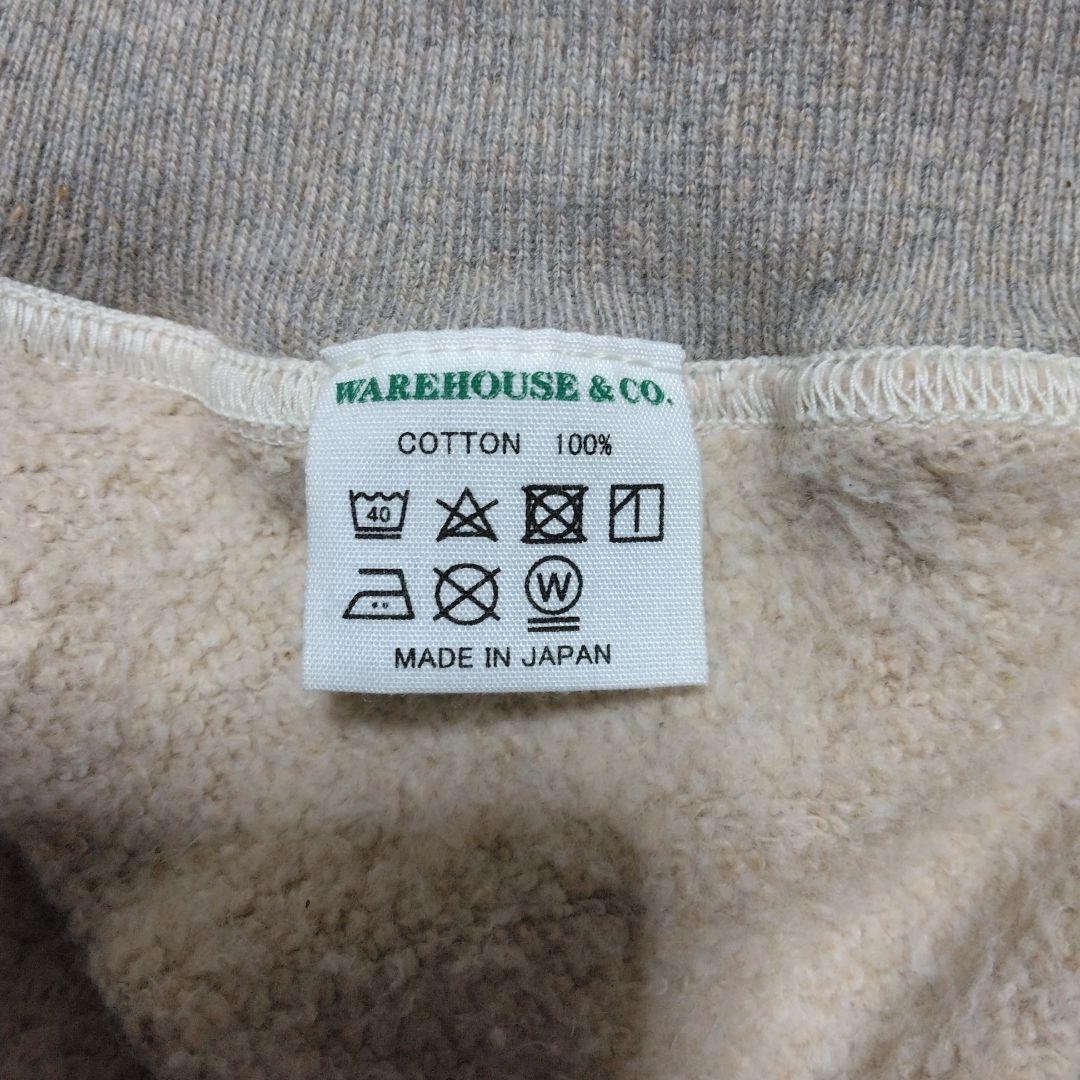 WAREHOUSE & CO.
COTTON 100%
40
W
MADE IN JAPAN